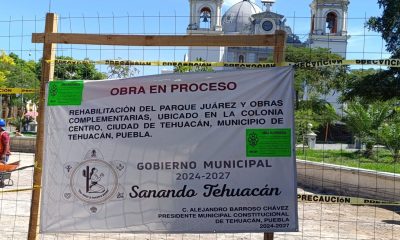 PRECAUCIÓN
OBRA EN PROCESO
REHABILITACIÓN DEL PARQUE JUÁREZ Y OBRAS
COMPLEMENTARIAS, UBICADO EN LA COLONIA
CENTRO, CIUDAD DE TEHUACÁN, MUNICIPIO DE
TEHUACÁN, PUEBLA.
GOBIERNO MUNICIPAL
2024-2027
Sanando Tehuacán
C. ALEJANDRO BARROSO CHÁVEZ
PRESIDENTE MUNICIPAL CONSTITUCIONAL
DE TEHUACÁN, PUEBLA
2024-2027
PRECAUCIÓN